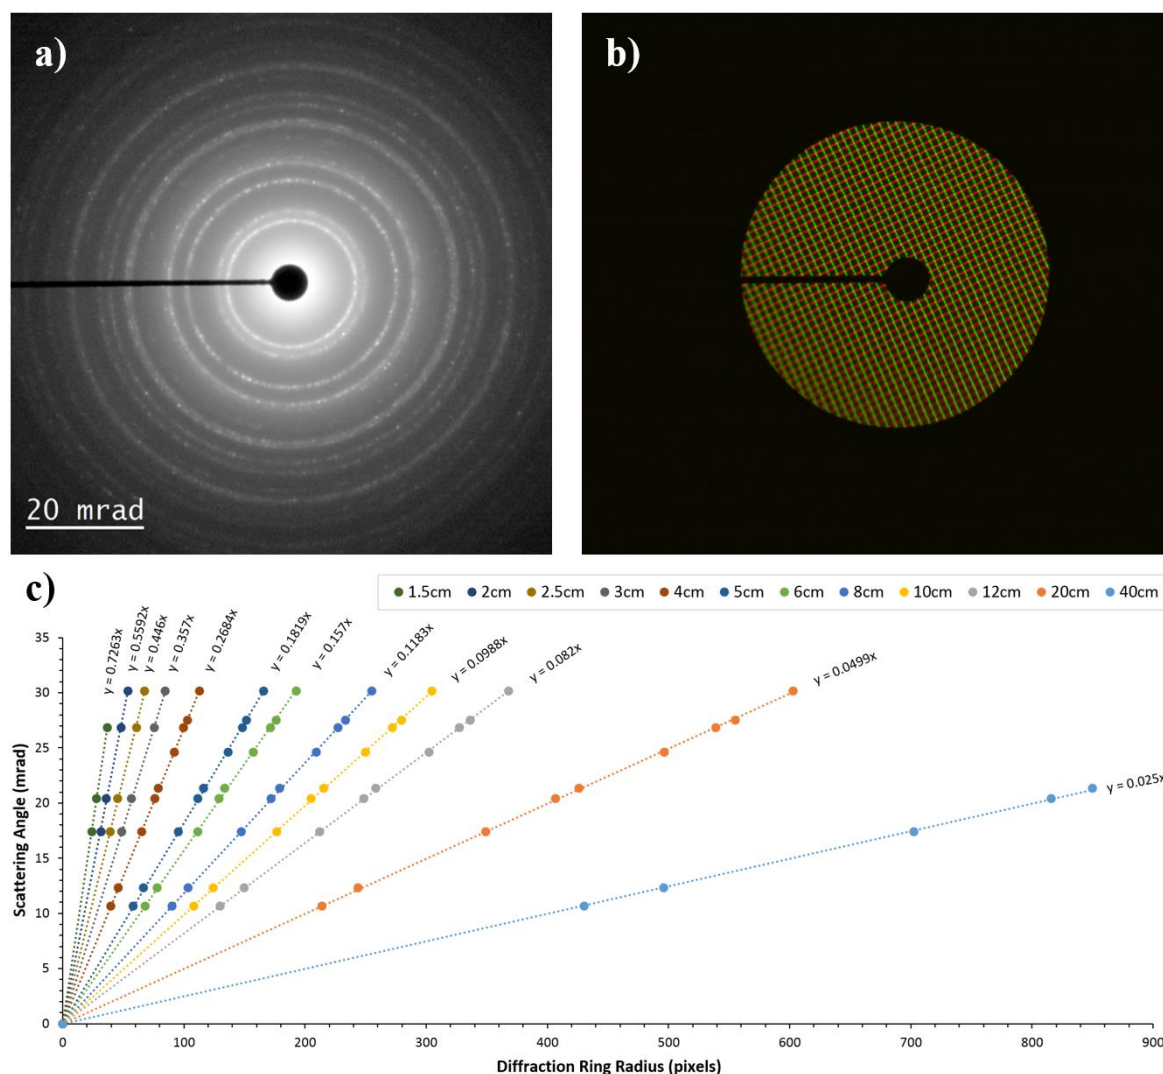 a)
b)
20 mrad
c)
1.5cm 2cm 2.5cm 3cm 4cm 5cm 6cm 8cm 10cm 12cm 20cm 40cm
y = 0.7263x
y = 0.5592x
y = 0.446x
y = 0.357x
y = 0.2684x
y = 0.1819x
y = 0.157x
y = 0.1183x
y = 0.0988x
y = 0.082x
y = 0.0499x
y = 0.025x
Scattering Angle (mrad)
35
30
25
20
15
10
5
0
0 100 200 300 400 500 600 700 800 900
Diffraction Ring Radius (pixels)